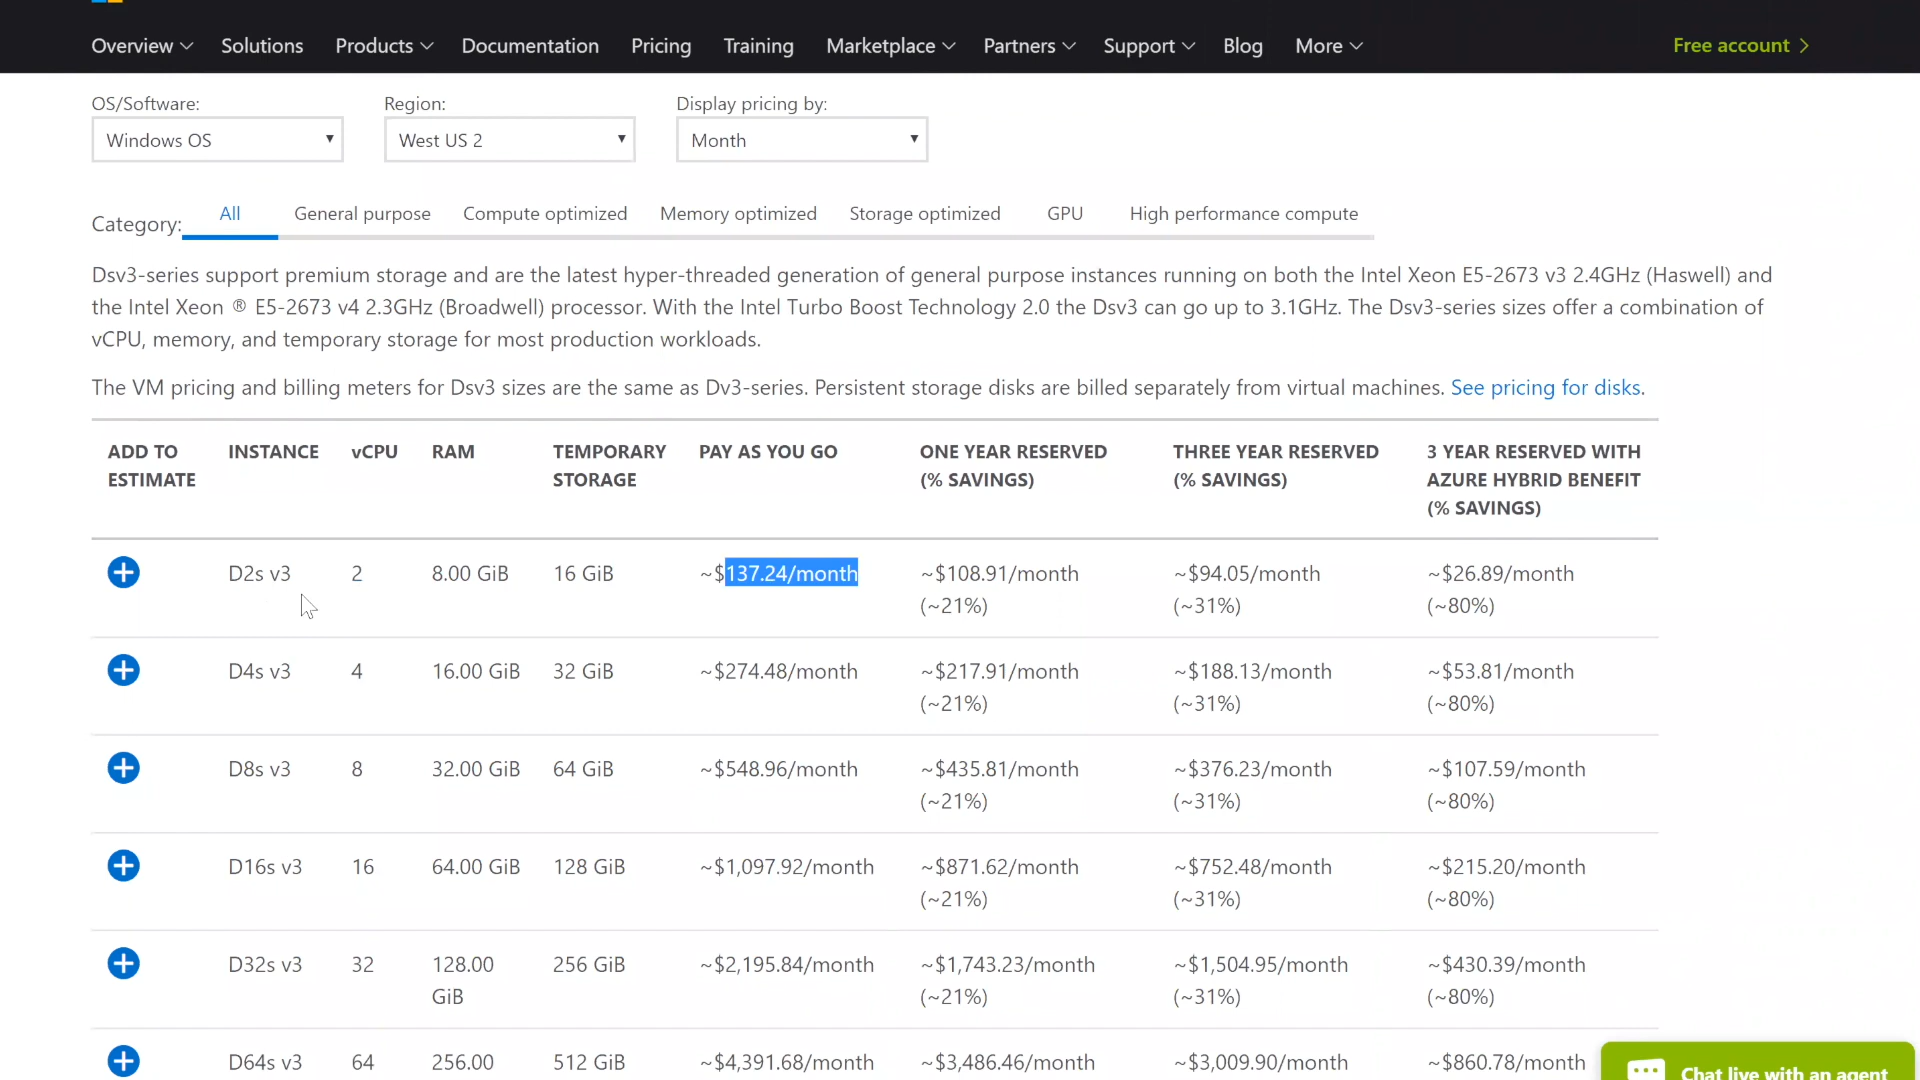 Overview Solutions Products Documentation Pricing Training Marketplace Partners Support Blog More Free account
OS/Software: Region: Display pricing by:
Windows OS West US 2 Month
Category: All General purpose Compute optimized Memory optimized Storage optimized GPU High performance compute
Dsv3-series support premium storage and are the latest hyper-threaded generation of general purpose instances running on both the Intel Xeon E5-2673 v3 2.4GHz (Haswell) and
the Intel Xeon ® E5-2673 v4 2.3GHz (Broadwell) processor. With the Intel Turbo Boost Technology 2.0 the Dsv3 can go up to 3.1GHz. The Dsv3-series sizes offer a combination of
vCPU, memory, and temporary storage for most production workloads.
The VM pricing and billing meters for Dsv3 sizes are the same as Dv3-series. Persistent storage disks are billed separately from virtual machines. See pricing for disks.
ADD TO INSTANCE vCPU RAM TEMPORARY PAY AS YOU GO ONE YEAR RESERVED THREE YEAR RESERVED 3 YEAR RESERVED WITH
ESTIMATE STORAGE (% SAVINGS) (% SAVINGS) AZURE HYBRID BENEFIT
(% SAVINGS)
D2s v3 2 8.00 GiB 16 GiB ~$137.24/month ~$108.91/month ~$94.05/month ~$26.89/month
(~21%) (~31%) (~80%)
D4s v3 4 16.00 GiB 32 GiB ~$274.48/month ~$217.91/month ~$188.13/month ~$53.81/month
(~21%) (~31%) (~80%)
D8s v3 8 32.00 GiB 64 GiB ~$548.96/month ~$435.81/month ~$376.23/month ~$107.59/month
(~21%) (~31%) (~80%)
D16s v3 16 64.00 GiB 128 GiB ~$1,097.92/month ~$871.62/month ~$752.48/month ~$215.20/month
(~21%) (~31%) (~80%)
D32s v3 32 128.00 256 GiB ~$2,195.84/month ~$1,743.23/month ~$1,504.95/month ~$430.39/month
GiB (~21%) (~31%) (~80%)
D64s v3 64 256.00 512 GiB ~$4,391.68/month ~$3,486.46/month ~$3,009.90/month ~$860.78/month
Chat live with an agent